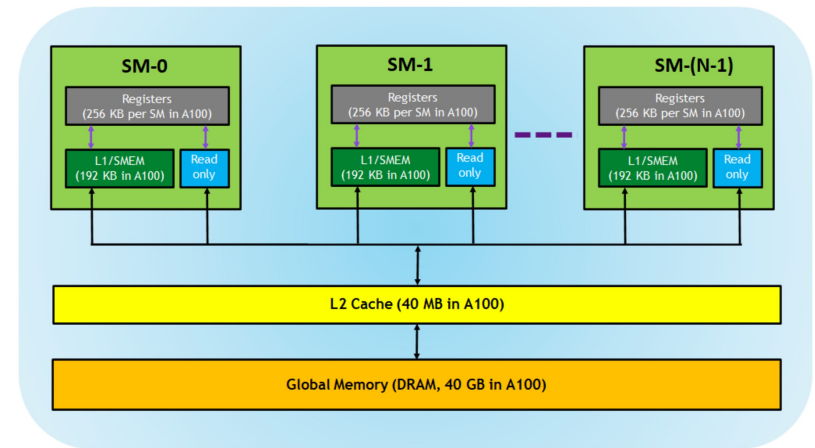 SM-0
Registers
(256 KB per SM in A100)
L1/SMEM
(192 KB in A100)
Read
only
SM-1
Registers
(256 KB per SM in A100)
L1/SMEM
(192 KB in A100)
Read
only
SM-(N-1)
Registers
(256 KB per SM in A100)
L1/SMEM
(192 KB in A100)
Read
only
L2 Cache (40 MB in A100)
Global Memory (DRAM, 40 GB in A100)